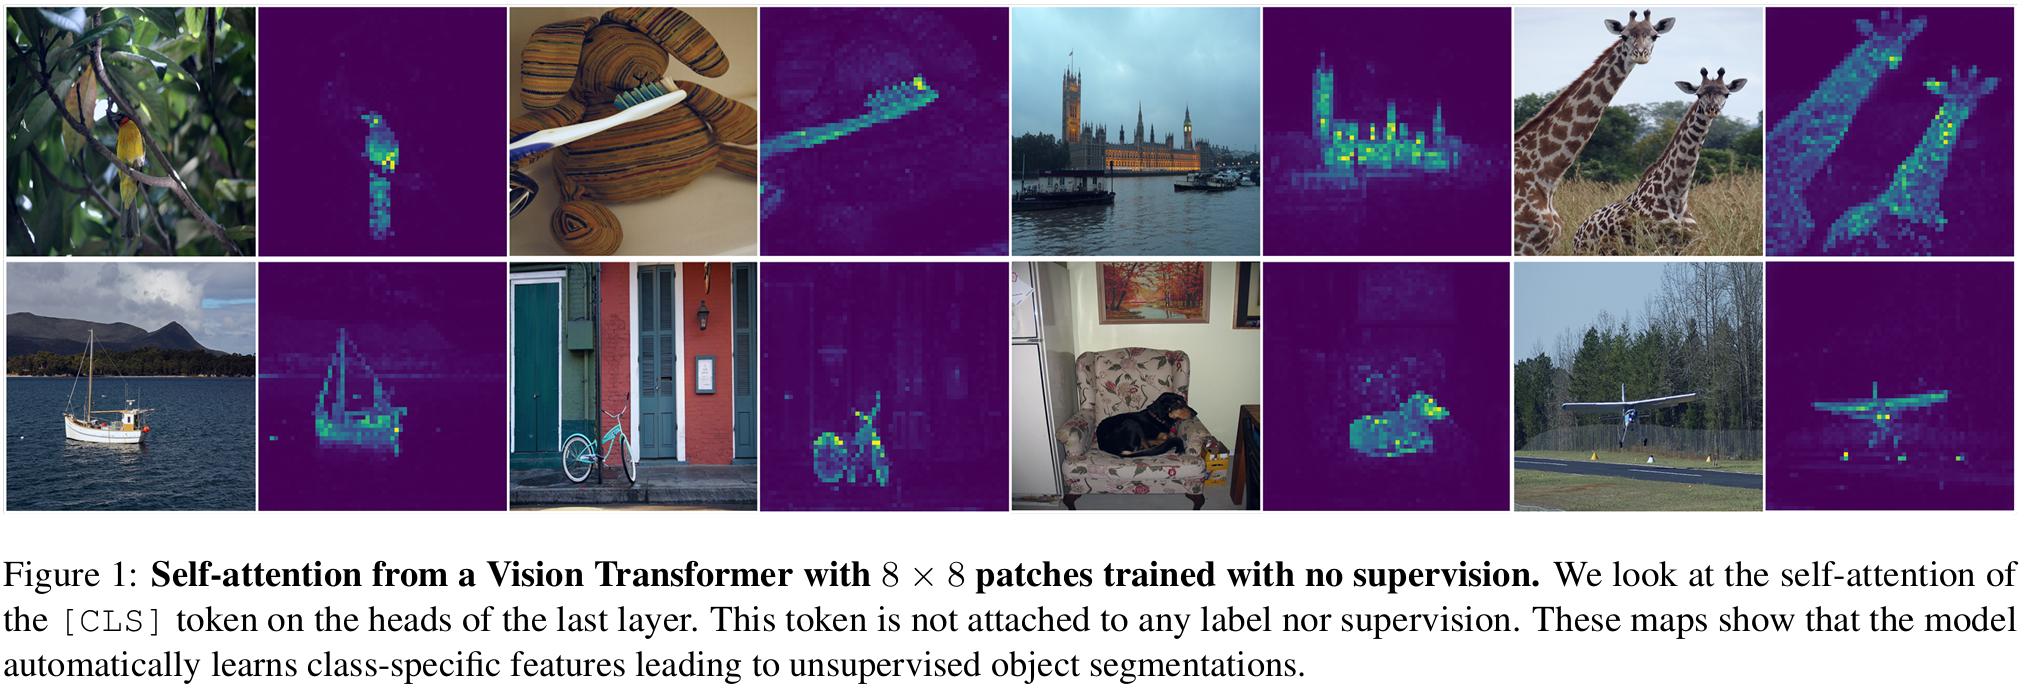 Figure 1: Self-attention from a Vision Transformer with 8 × 8 patches trained with no supervision. We look at the self-attention of
the [CLS] token on the heads of the last layer. This token is not attached to any label nor supervision. These maps show that the model
automatically learns class-specific features leading to unsupervised object segmentations.